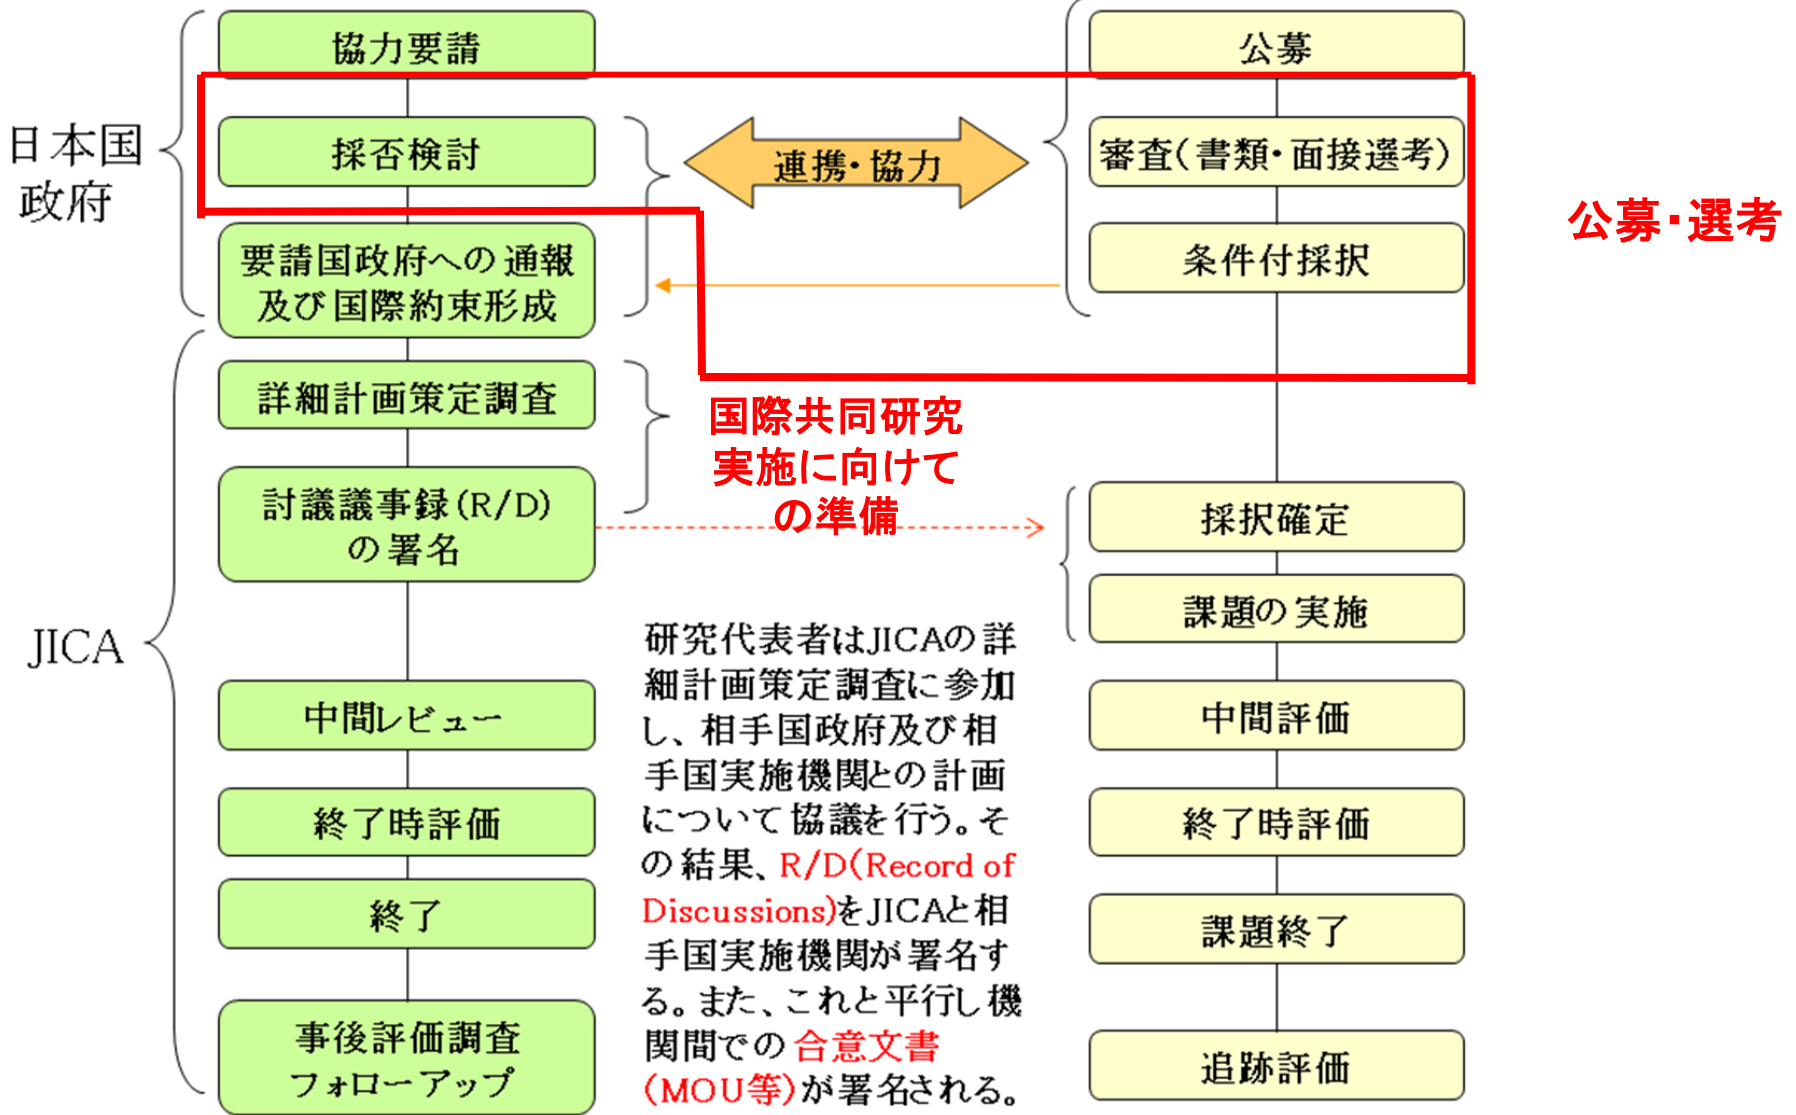 日本国
政府
協力要請
採否検討
要請国政府への通報
及び国際約束形成
JICA
詳細計画策定調査
討議議事録(R/D)
の署名
中間レビュー
終了時評価
終了
事後評価調査
フォローアップ
連携・協力
国際共同研究
実施に向けて
の準備
研究代表者はJICAの詳
細計画策定調査に参加
し、相手国政府及び相
手国実施機関との計画
について協議を行う。そ
の結果、R/D(Record of
Discussions)をJICAと相
手国実施機関が署名す
る。また、これと平行し機
関間での合意文書
(MOU等)が署名される。
公募
審査(書類・面接選考)
条件付採択
採択確定
課題の実施
中間評価
終了時評価
課題終了
追跡評価
公募・選考